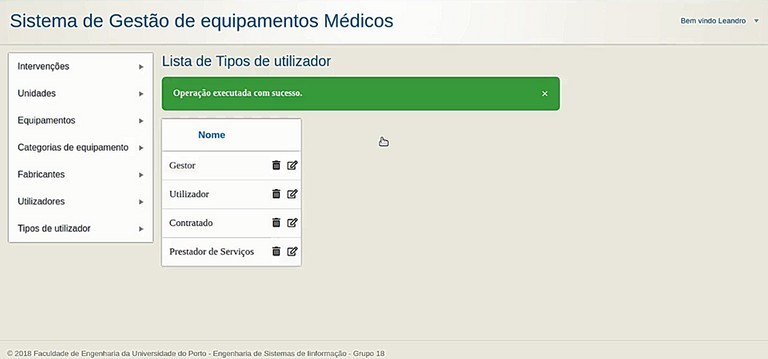 Sistema de Gestão de equipamentos Médicos
Bem vindo Leandro
Intervenções
Unidades
Equipamentos
Categorias de equipamento
Fabricantes
Utilizadores
Tipos de utilizador
Lista de Tipos de utilizador
Operação executada com sucesso.
×
Nome
Gestor
Utilizador
Contratado
Prestador de Serviços
© 2018 Faculdade de Engenharia da Universidade do Porto - Engenharia de Sistemas de Iinformação - Grupo 18